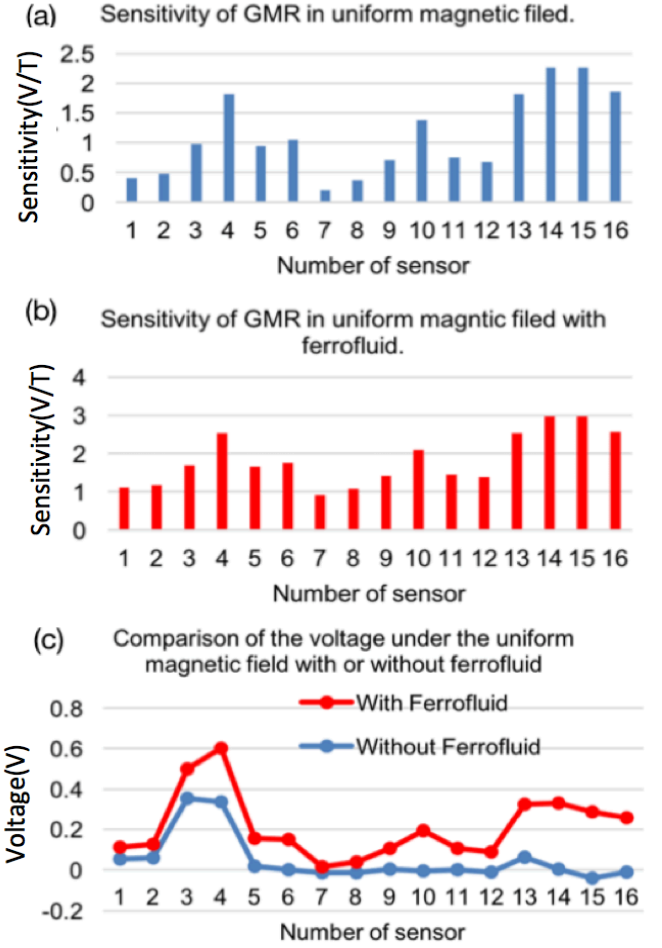 (a)
Sensitivity of GMR in uniform magnetic filed.
Sensitivity(V/T)
2.5
2
1.5
1
0.5
0
1 2 3 4 5 6 7 8 9 10 11 12 13 14 15 16
Number of sensor
(b)
Sensitivity of GMR in uniform magntic filed with
ferrofluid.
Sensitivity(V/T)
4
3
2
1
0
1 2 3 4 5 6 7 8 9 10 11 12 13 14 15 16
Number of sensor
(c)
Comparison of the voltage under the uniform
magnetic field with or without ferrofluid
With Ferrofluid
Without Ferrofluid
Voltage(V)
0.8
0.6
0.4
0.2
0
-0.2
1 2 3 4 5 6 7 8 9 10 11 12 13 14 15 16
Number of sensor